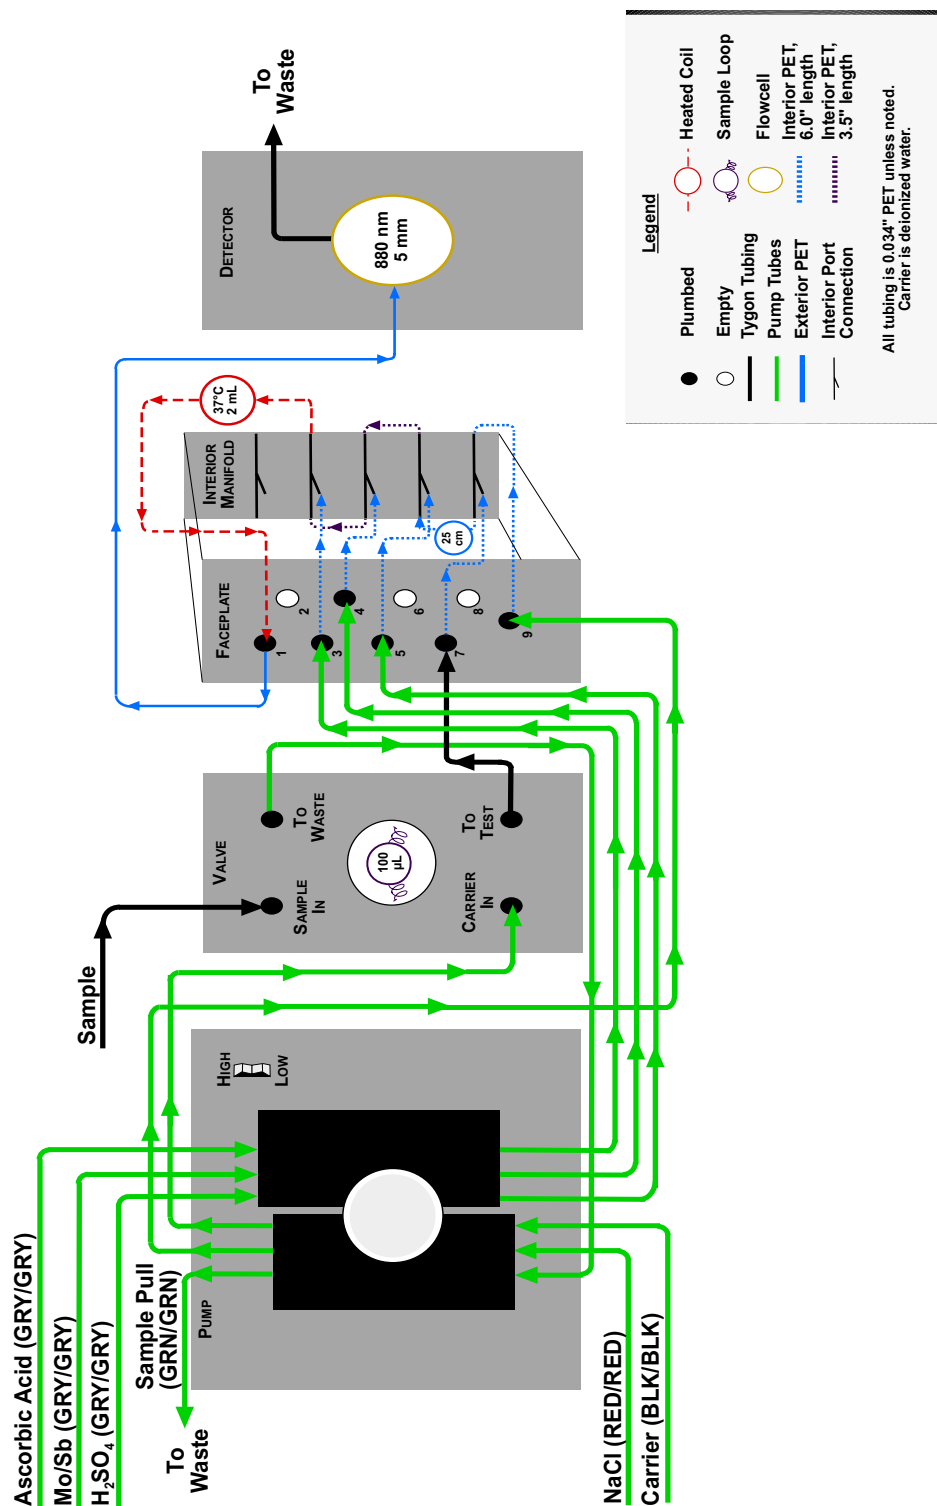 Ascorbic Acid (GRY/GRY)
Mo/Sb (GRY/GRY)
H2SO4 (GRY/GRY)
To
Waste
Sample Pull
(GRN/GRN)
NaCl (RED/RED)
Carrier (BLK/BLK)
PUMP
HIGH
LOW
Sample
VALVE
SAMPLE
IN
TO
WASTE
100
µL
CARRIER
IN
TO
TEST
FACEPLATE
1
2
3
4
5
6
7
8
9
INTERIOR
MANIFOLD
25
cm
37°C
2 mL
DETECTOR
880 nm
5 mm
To
Waste
Legend
Plumbed
Empty
Tygon Tubing
Pump Tubes
Exterior PET
Interior Port
Connection
Heated Coil
Sample Loop
Flowcell
Interior PET,
6.0" length
Interior PET,
3.5" length
All tubing is 0.034" PET unless noted.
Carrier is deionized water.